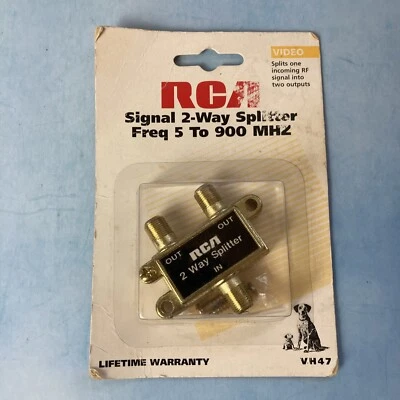 VIDEO
Splits one
incoming RF
signal into
two outputs
RCA
Signal 2-Way Splitter
Freq 5 To 900 MHZ
OUT
OUT
RCA
2 Way Splitter
IN
LIFETIME WARRANTY
VH47